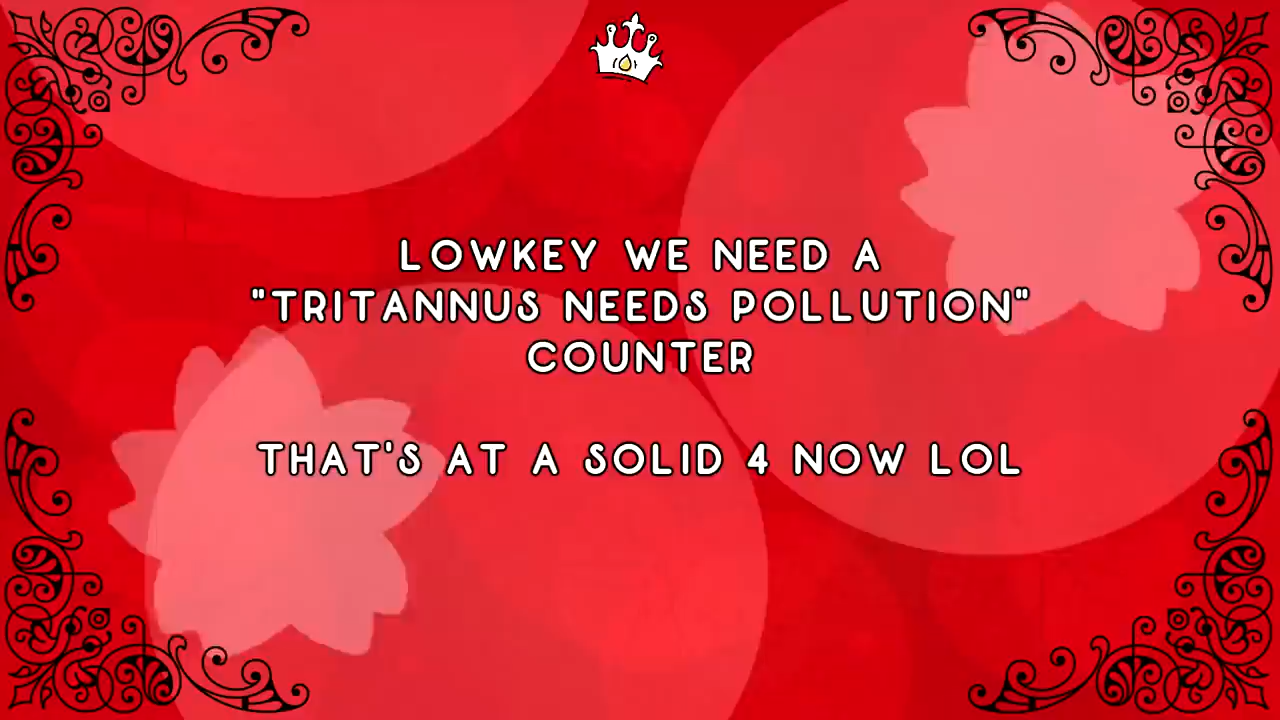 LOWKEY WE NEED A
"TRITANNUS NEEDS POLLUTION"
COUNTER
THAT'S AT A SOLID 4 NOW LOL